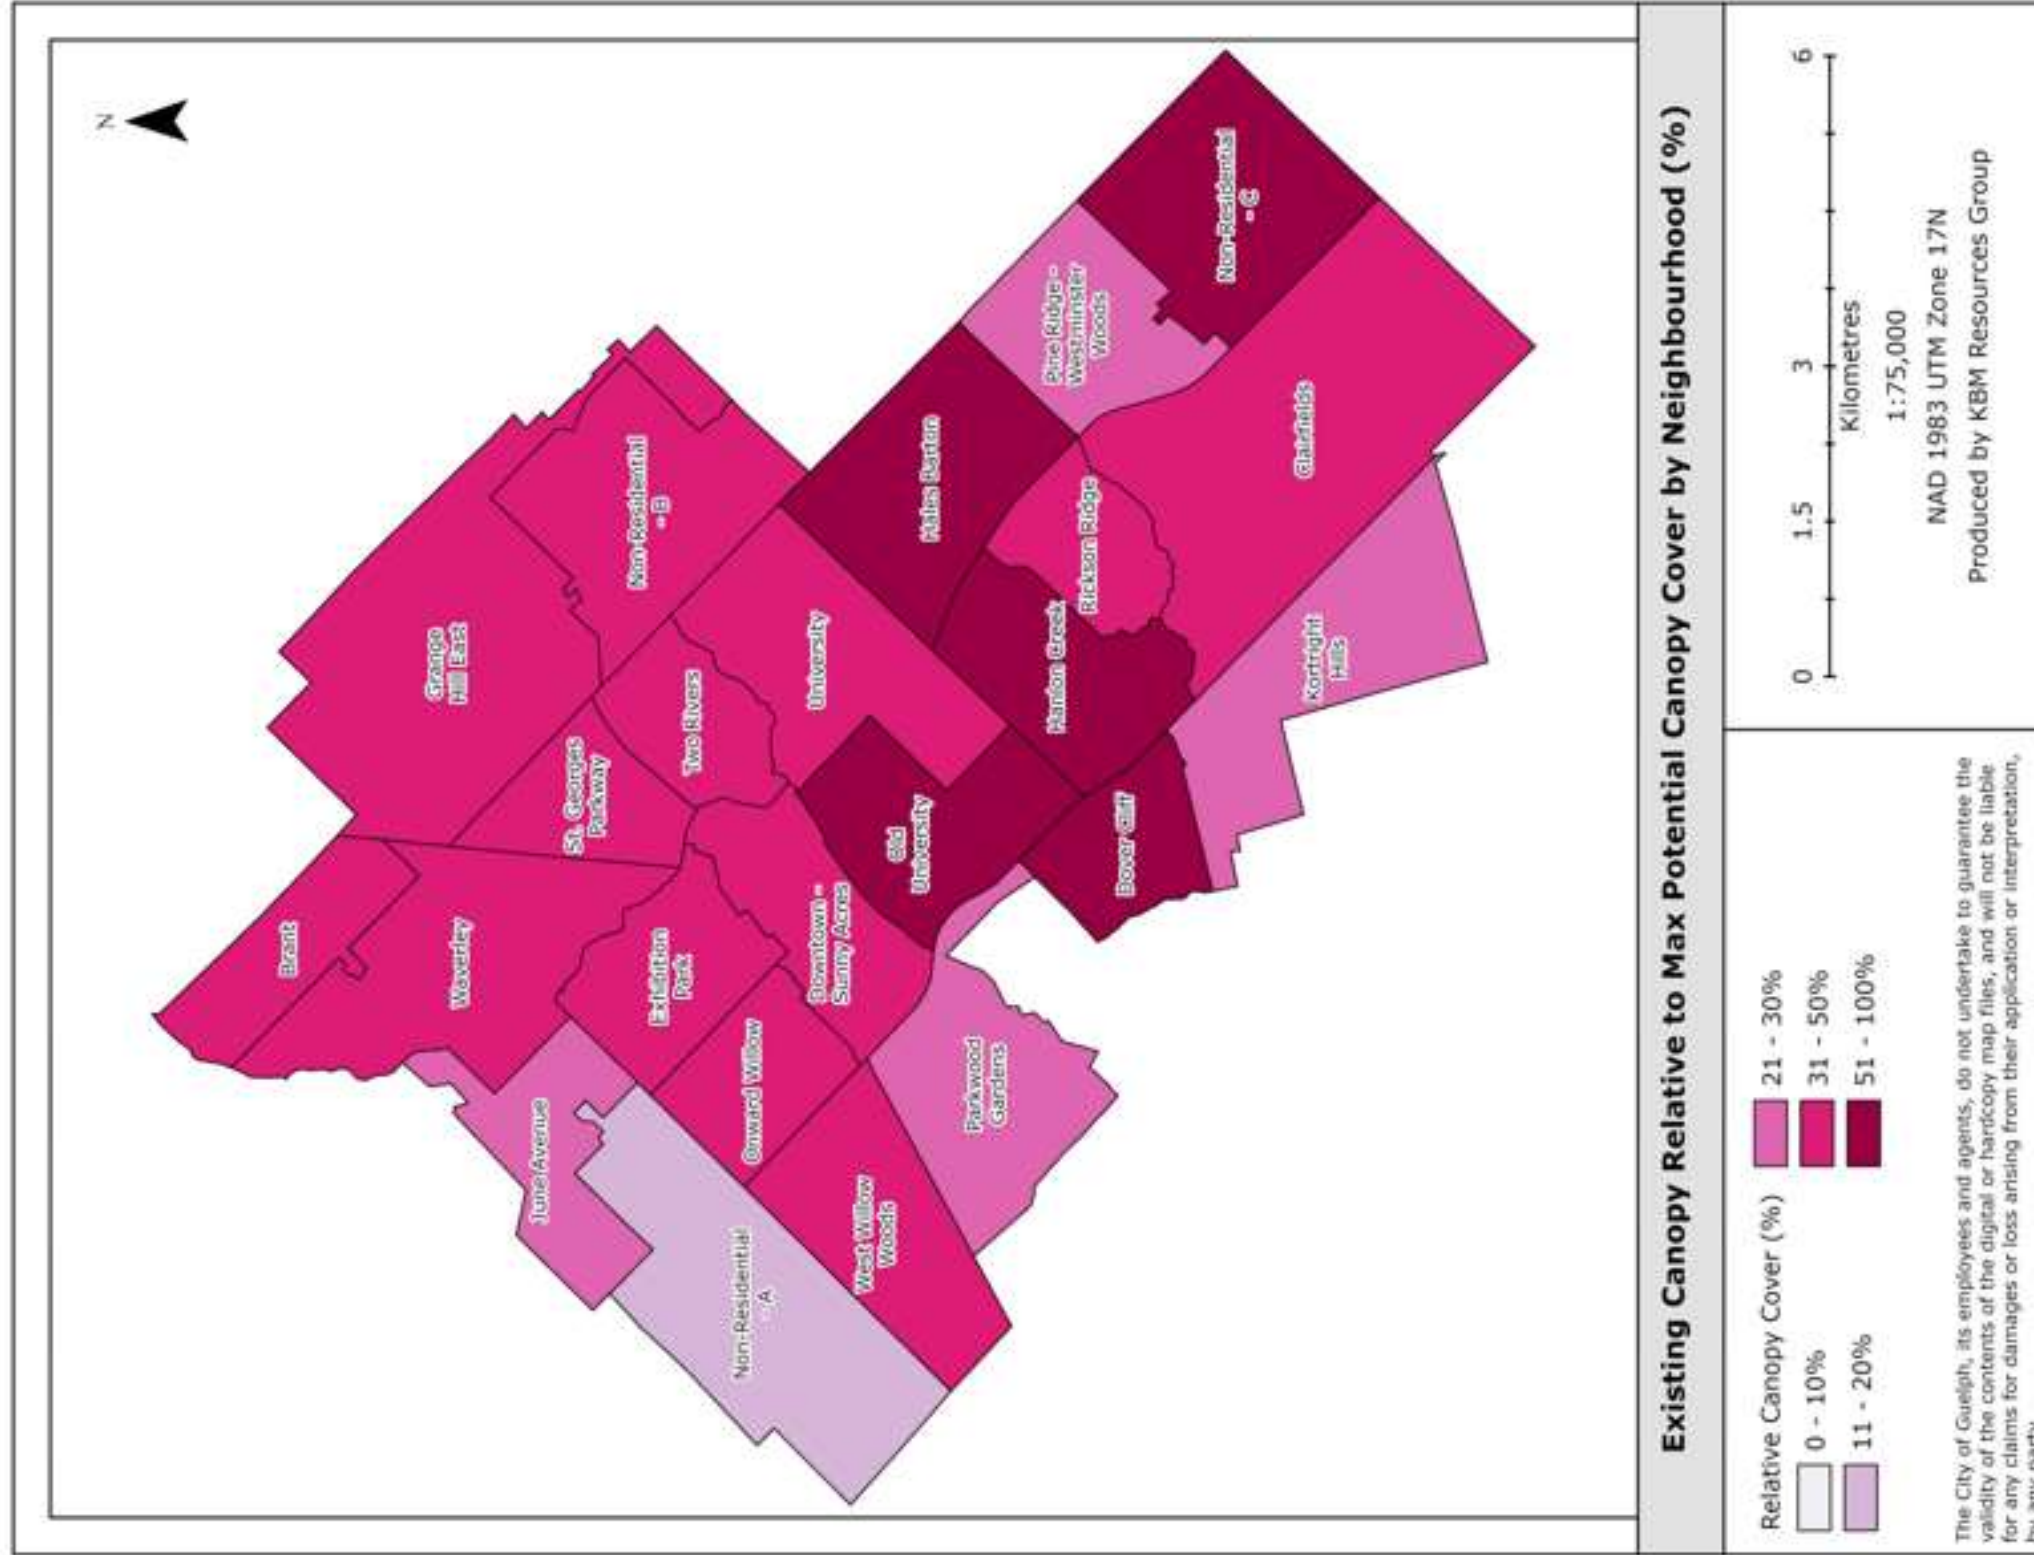 N
Brant
Waverley
Grange
Hill East
St. Georges
Parkway
Non-Residential
- B
June Avenue
Exhibition
Park
Two Rivers
Onward Willow
Downtown -
Sunny Acres
University
Non-Residential
- A
West Willow
Woods
Old
University
Hales Barton
Parkwood
Gardens
Hanlon Creek
Pine Ridge -
Westminster
Woods
Rickson Ridge
Dover Cliff
Non-Residential
- C
Clairfields
Kortright
Hills
Existing Canopy Relative to Max Potential Canopy Cover by Neighbourhood (%)
Relative Canopy Cover (%)
0 - 10%
11 - 20%
21 - 30%
31 - 50%
51 - 100%
The City of Guelph, its employees and agents, do not undertake to guarantee the
validity of the contents of the digital or hardcopy map files, and will not be liable
for any claims for damages or loss arising from their application or interpretation,
by any party.
0 1.5 3 6
Kilometres
1:75,000
NAD 1983 UTM Zone 17N
Produced by KBM Resources Group